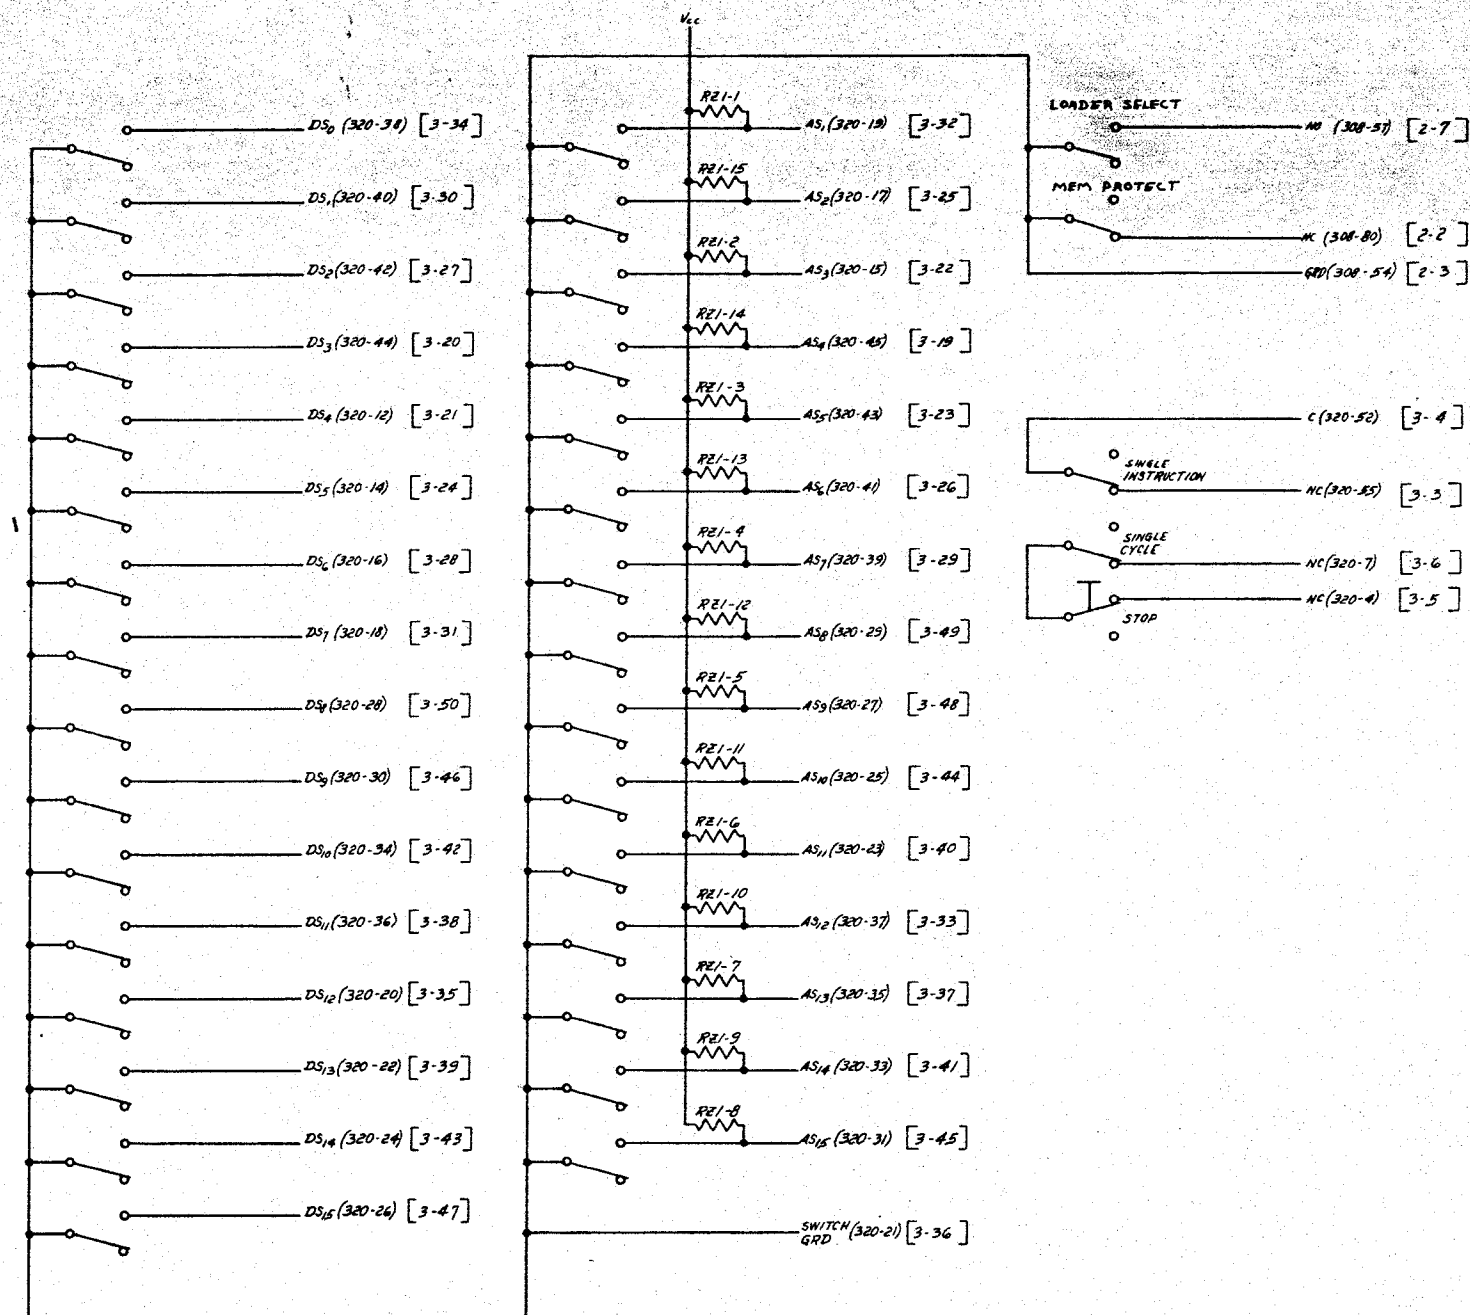 Vcc
DS0 (320-38) [3-34]
DS1 (320-40) [3-30]
DS2 (320-42) [3-27]
DS3 (320-44) [3-20]
DS4 (320-12) [3-21]
DS5 (320-14) [3-24]
DS6 (320-16) [3-28]
DS7 (320-18) [3-31]
DS8 (320-28) [3-50]
DS9 (320-30) [3-46]
DS10 (320-34) [3-42]
DS11 (320-36) [3-38]
DS12 (320-20) [3-35]
DS13 (320-22) [3-39]
DS14 (320-24) [3-43]
DS15 (320-26) [3-47]
RZ1-1
AS1 (320-19) [3-32]
RZ1-15
AS2 (320-17) [3-25]
RZ1-2
AS3 (320-15) [3-22]
RZ1-14
AS4 (320-45) [3-19]
RZ1-3
AS5 (320-43) [3-23]
RZ1-13
AS6 (320-41) [3-26]
RZ1-4
AS7 (320-39) [3-29]
RZ1-12
AS8 (320-29) [3-49]
RZ1-5
AS9 (320-27) [3-48]
RZ1-11
AS10 (320-25) [3-44]
RZ1-6
AS11 (320-23) [3-40]
RZ1-10
AS12 (320-37) [3-33]
RZ1-7
AS13 (320-35) [3-37]
RZ1-9
AS14 (320-33) [3-41]
RZ1-8
AS15 (320-31) [3-45]
SWITCH GRD (320-21) [3-36]
LOADER SELECT
NO (308-57) [2-7]
MEM PROTECT
NC (308-80) [2-2]
GRD (308-54) [2-3]
C (320-52) [3-4]
SINGLE
INSTRUCTION
NC (320-55) [3-3]
SINGLE
CYCLE
NC (320-7) [3-6]
NC (320-4) [3-5]
STOP